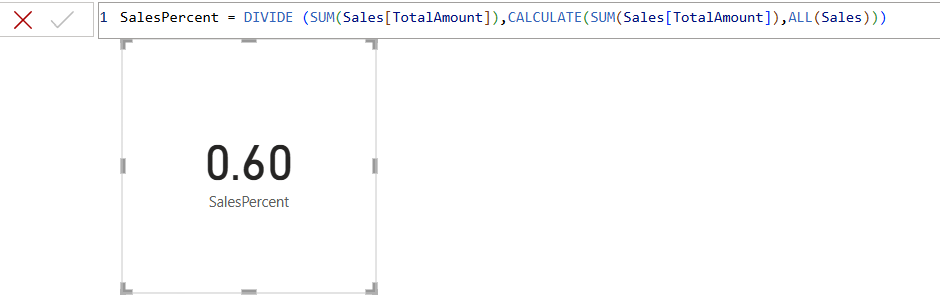 1 SalesPercent = DIVIDE (SUM(Sales[TotalAmount]),CALCULATE(SUM(Sales[TotalAmount]),ALL(Sales)))
0.60
SalesPercent